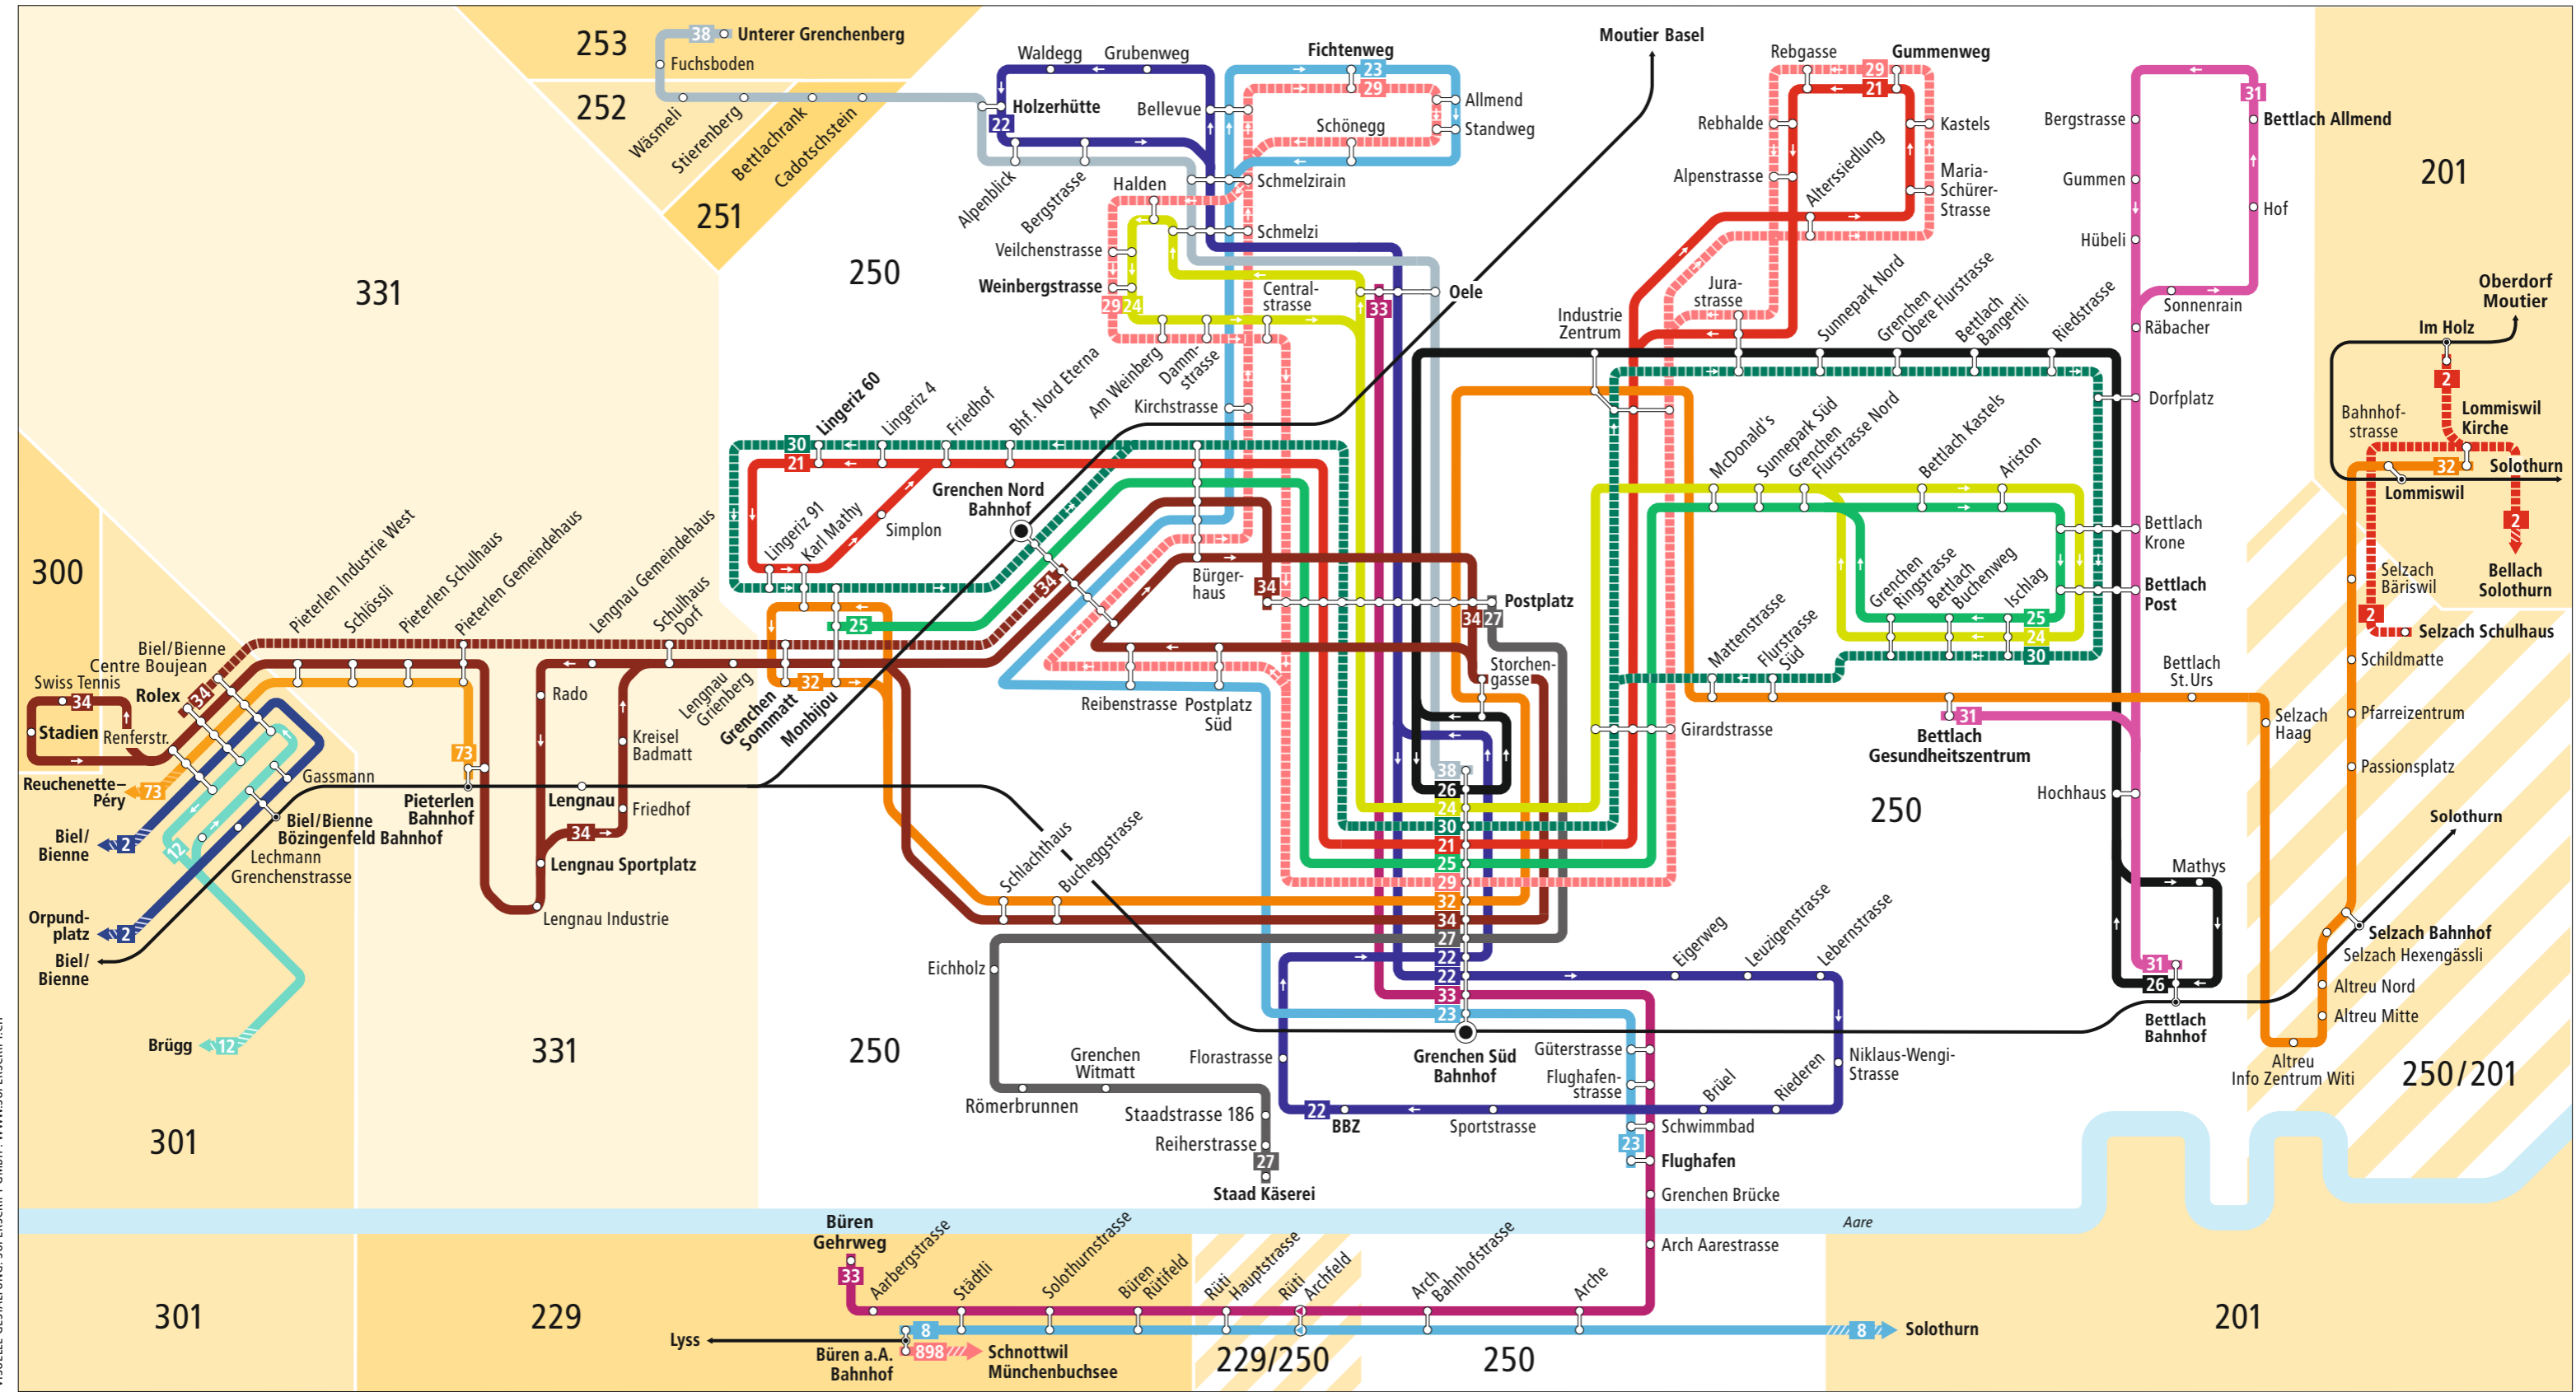 253
38
Unterer Grenchenberg
Fuchsboden
252
Wäsmeli
Stierenberg
Bettlachrank
Cadotschstein
251
331
250
Waldegg
Grubenweg
Holzerhütte
22
Bellevue
Alpenblick
Bergstrasse
Fichtenweg
23
29
Allmend
Standweg
Schönegg
Schmelzirain
Halden
Schmelzi
Veilchenstrasse
Weinbergstrasse
29
24
Central-
strasse
33
Oele
Moutier Basel
Rebgasse
Gummenweg
29
21
Rebhalde
Kastels
Alpenstrasse
Alterssiedlung
Maria-
Schürer-
Strasse
Bergstrasse
31
Bettlach Allmend
Gummen
Hof
Hübeli
Sonnenrain
Räbacher
201
Oberdorf
Moutier
Im Holz
2
Bahnhof-
strasse
Lommiswil
Kirche
32
Solothurn
Lommiswil
2
Bellach
Solothurn
Selzach
Bäriswil
2
Selzach Schulhaus
Schildmatte
Pfarreizentrum
Passionsplatz
Solothurn
Industrie
Zentrum
Jura-
strasse
Sunnepark Nord
Grenchen
Obere Flurstrasse
Bettlach
Bangertli
Riedstrasse
Dorfplatz
Am Weinberg
Damm-
strasse
Kirchstrasse
30
21
Lingeriz 60
Lingeriz 4
Friedhof
Bhf. Nord Eterna
Grenchen Nord
Bahnhof
Lingeriz 91
Karl Mathy
Simplon
McDonald's
Sunnepark Süd
Grenchen
Flurstrasse Nord
Bettlach Kastels
Ariston
Bettlach
Krone
Bettlach
Post
Grenchen
Ringstrasse
Bettlach
Buchenweg
Ischlag
25
24
30
Mattenstrasse
Flurstrasse
Süd
Bettlach
St.Urs
Girardstrasse
31
Bettlach
Gesundheitszentrum
Selzach
Haag
Hochhaus
250
Bürger-
haus
34
34
Postplatz
34
27
25
Storchen-
gasse
Reibenstrasse
Postplatz
Süd
300
Pieterlen Industrie West
Schlössli
Pieterlen Schulhaus
Pieterlen Gemeindehaus
Lengnau Gemeindehaus
Schulhaus
Dorf
Biel/Bienne
Centre Boujean
Swiss Tennis
34
Rolex
34
Stadien
Renferstr.
Reuchenette–
Péry
73
73
Gassmann
Pieterlen
Bahnhof
Biel/Bienne
Bözingenfeld Bahnhof
Lechmann
Grenchenstrasse
Biel/
Bienne
2
12
Orpund-
platz
2
Biel/
Bienne
Brügg
12
Rado
Lengnau
Grienberg
Grenchen
Sonnmatt
32
Monbijou
Kreisel
Badmatt
Lengnau
Friedhof
34
Lengnau Sportplatz
Lengnau Industrie
Schlachthaus
Bucheggstrasse
38
26
24
30
21
25
29
32
34
27
22
22
33
23
Grenchen Süd
Bahnhof
Eichholz
Grenchen
Witmatt
Römerbrunnen
Staadstrasse 186
Reiherstrasse
27
Staad Käserei
Florastrasse
22
BBZ
Sportstrasse
Brüel
Riederen
Eigerweg
Leuzigenstrasse
Lebernstrasse
Niklaus-Wengi-
Strasse
Güterstrasse
Flughafen-
strasse
Schwimmbad
23
Flughafen
Grenchen Brücke
Arch Aarestrasse
Mathys
31
26
Bettlach
Bahnhof
Selzach Bahnhof
Selzach Hexengässli
Altreu Nord
Altreu Mitte
Altreu
Info Zentrum Witi
250/201
331
250
301
Aare
301
229
Büren
Gehrweg
33
Aarbergstrasse
Städtli
Solothurnstrasse
Büren
Rütifeld
Rüti
Hauptstrasse
Rüti
Archfeld
Arch
Bahnhofstrasse
Arche
Lyss
8
Büren a.A.
Bahnhof
898
Schnottwil
Münchenbuchsee
229/250
250
8
Solothurn
201